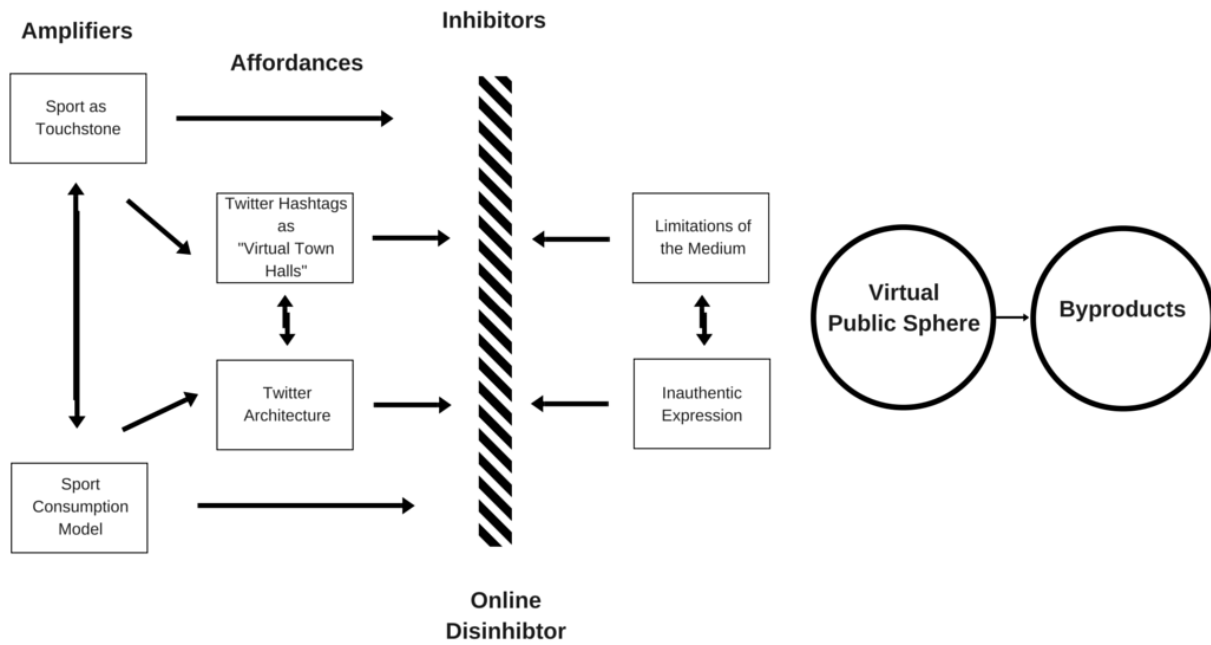 Amplifiers
Affordances
Inhibitors
Sport as
Touchstone
Twitter Hashtags
as
"Virtual Town
Halls"
Limitations of
the Medium
Virtual
Public Sphere
Byproducts
Twitter
Architecture
Inauthentic
Expression
Sport
Consumption
Model
Online
Disinhibtor